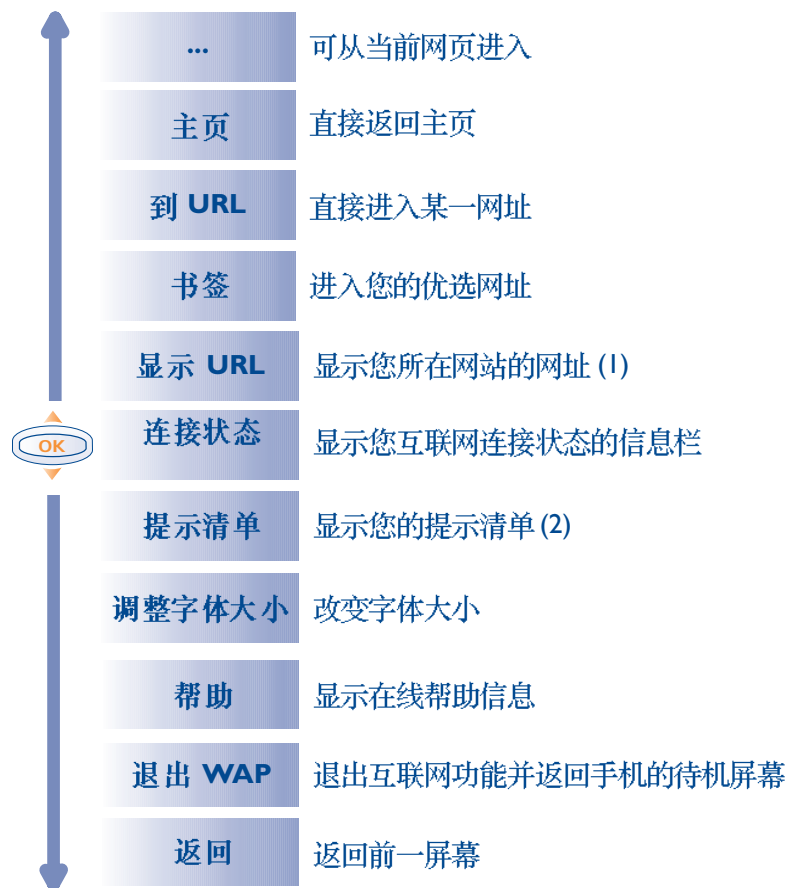 ... 可从当前网页进入
主页 直接返回主页
到 URL 直接进入某一网址
书签 进入您的优选网址
显示 URL 显示您所在网站的网址 (1)
连接状态 显示您互联网连接状态的信息栏
OK
提示清单 显示您的提示清单 (2)
调整字体大小 改变字体大小
帮助 显示在线帮助信息
退出 WAP 退出互联网功能并返回手机的待机屏幕
返回 返回前一屏幕